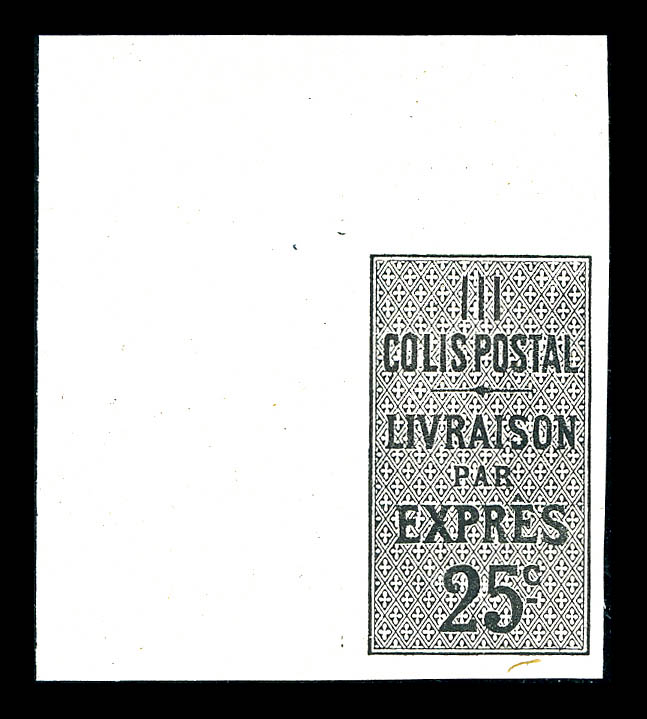 III
COLIS POSTAL
LIVRAISON
PAR
EXPRÈS
25c